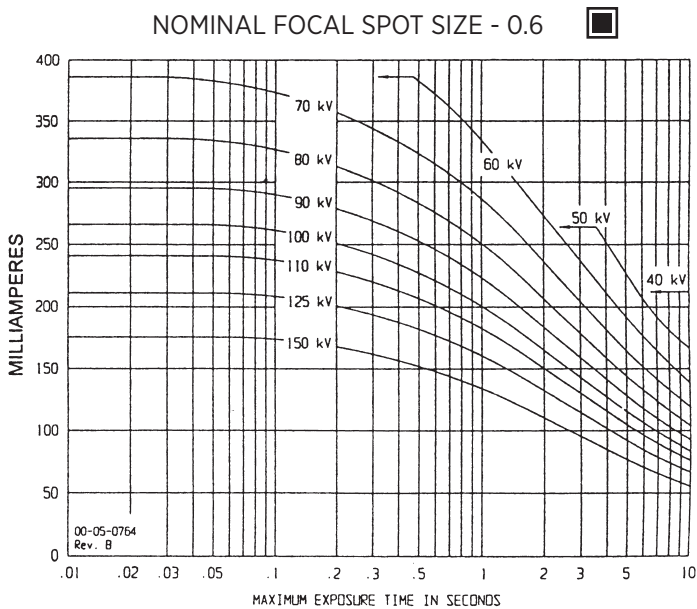 NOMINAL FOCAL SPOT SIZE - 0.6
400
350
300
250
200
150
100
50
0
MILLIAMPERES
70 kV
80 kV
90 kV
100 kV
110 kV
125 kV
150 kV
60 kV
50 kV
40 kV
00-05-0764
Rev. B
.01 .02 .03 .05 .1 .2 .3 .5 1 2 3 5 10
MAXIMUM EXPOSURE TIME IN SECONDS